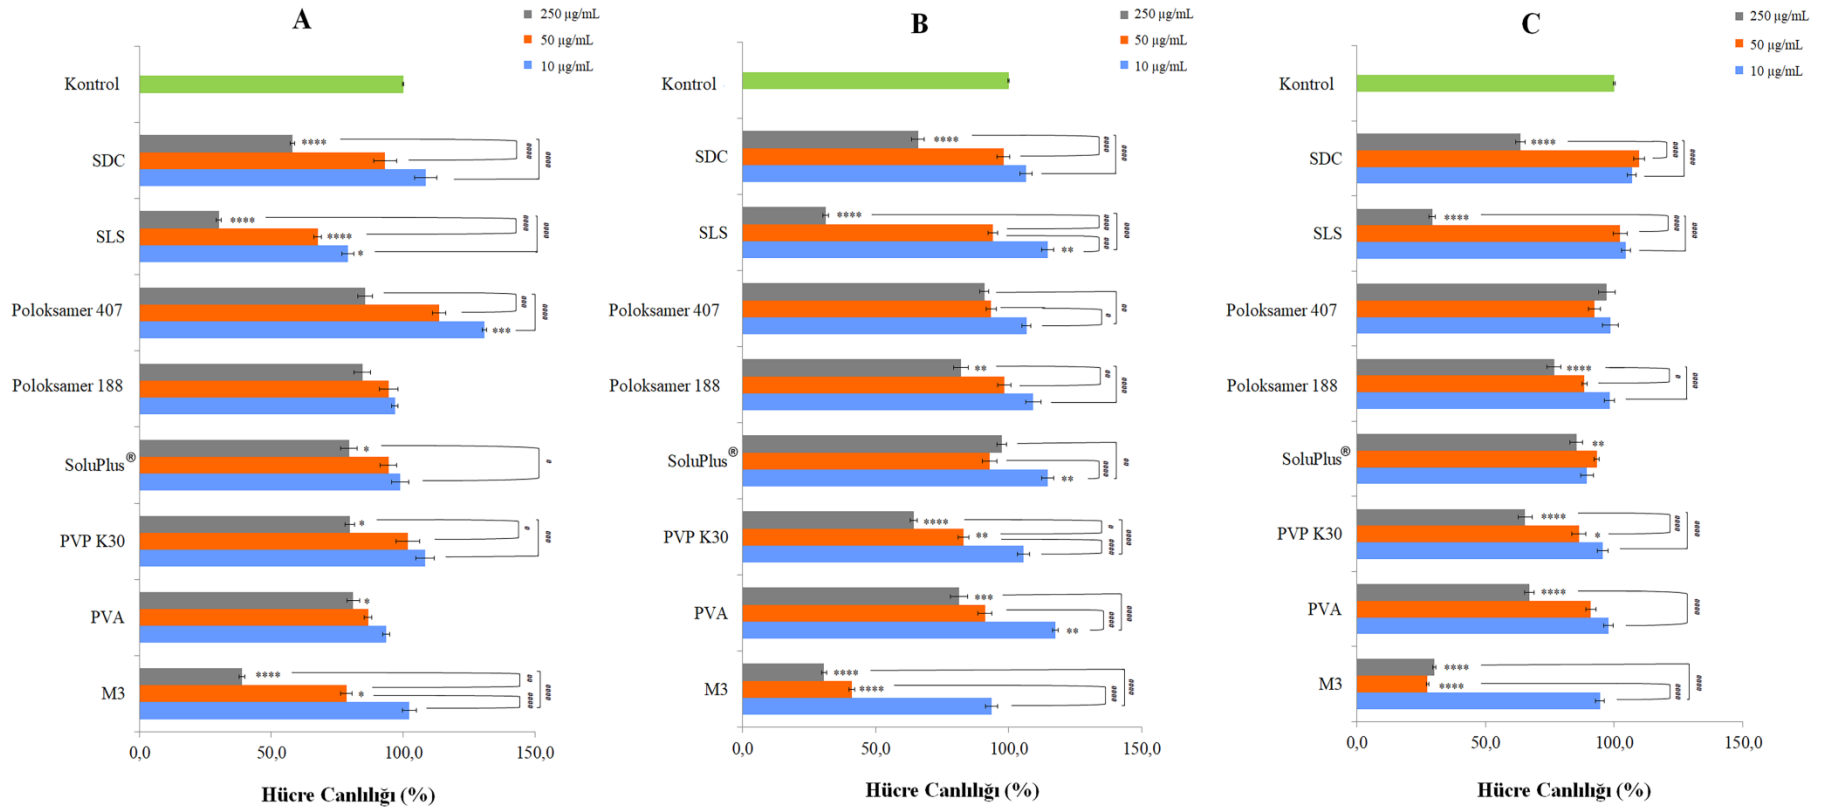 A
250 µg/mL
50 µg/mL
10 µg/mL
Kontrol
SDC
****
SLS
****
****
*
Poloksamer 407
***
Poloksamer 188
SoluPlus®
*
PVP K30
*
PVA
*
M3
****
*
0,0 50,0 100,0 150,0
Hücre Canlılığı (%)
B
250 µg/mL
50 µg/mL
10 µg/mL
Kontrol
SDC
****
SLS
****
**
Poloksamer 407
Poloksamer 188
**
SoluPlus®
**
PVP K30
****
**
PVA
***
**
M3
****
****
0,0 50,0 100,0 150,0
Hücre Canlılığı (%)
C
250 µg/mL
50 µg/mL
10 µg/mL
Kontrol
SDC
****
SLS
****
Poloksamer 407
Poloksamer 188
****
SoluPlus®
**
PVP K30
****
*
PVA
****
M3
****
****
0,0 50,0 100,0 150,0
Hücre Canlılığı (%)